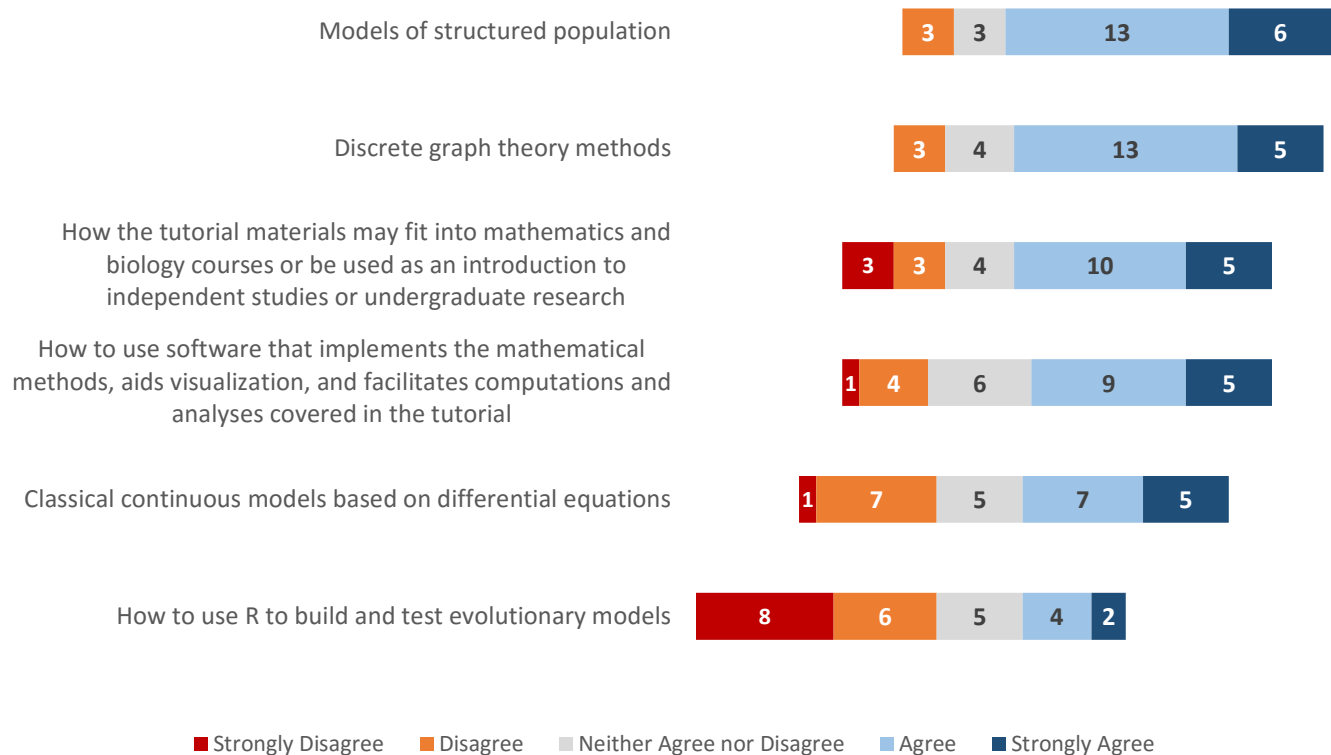 Models of structured population
3 3 13 6
Discrete graph theory methods
3 4 13 5
How the tutorial materials may fit into mathematics and
biology courses or be used as an introduction to
independent studies or undergraduate research
3 3 4 10 5
How to use software that implements the mathematical
methods, aids visualization, and facilitates computations and
analyses covered in the tutorial
1 4 6 9 5
Classical continuous models based on differential equations
1 7 5 7 5
How to use R to build and test evolutionary models
8 6 5 4 2
Strongly Disagree Disagree Neither Agree nor Disagree Agree Strongly Agree